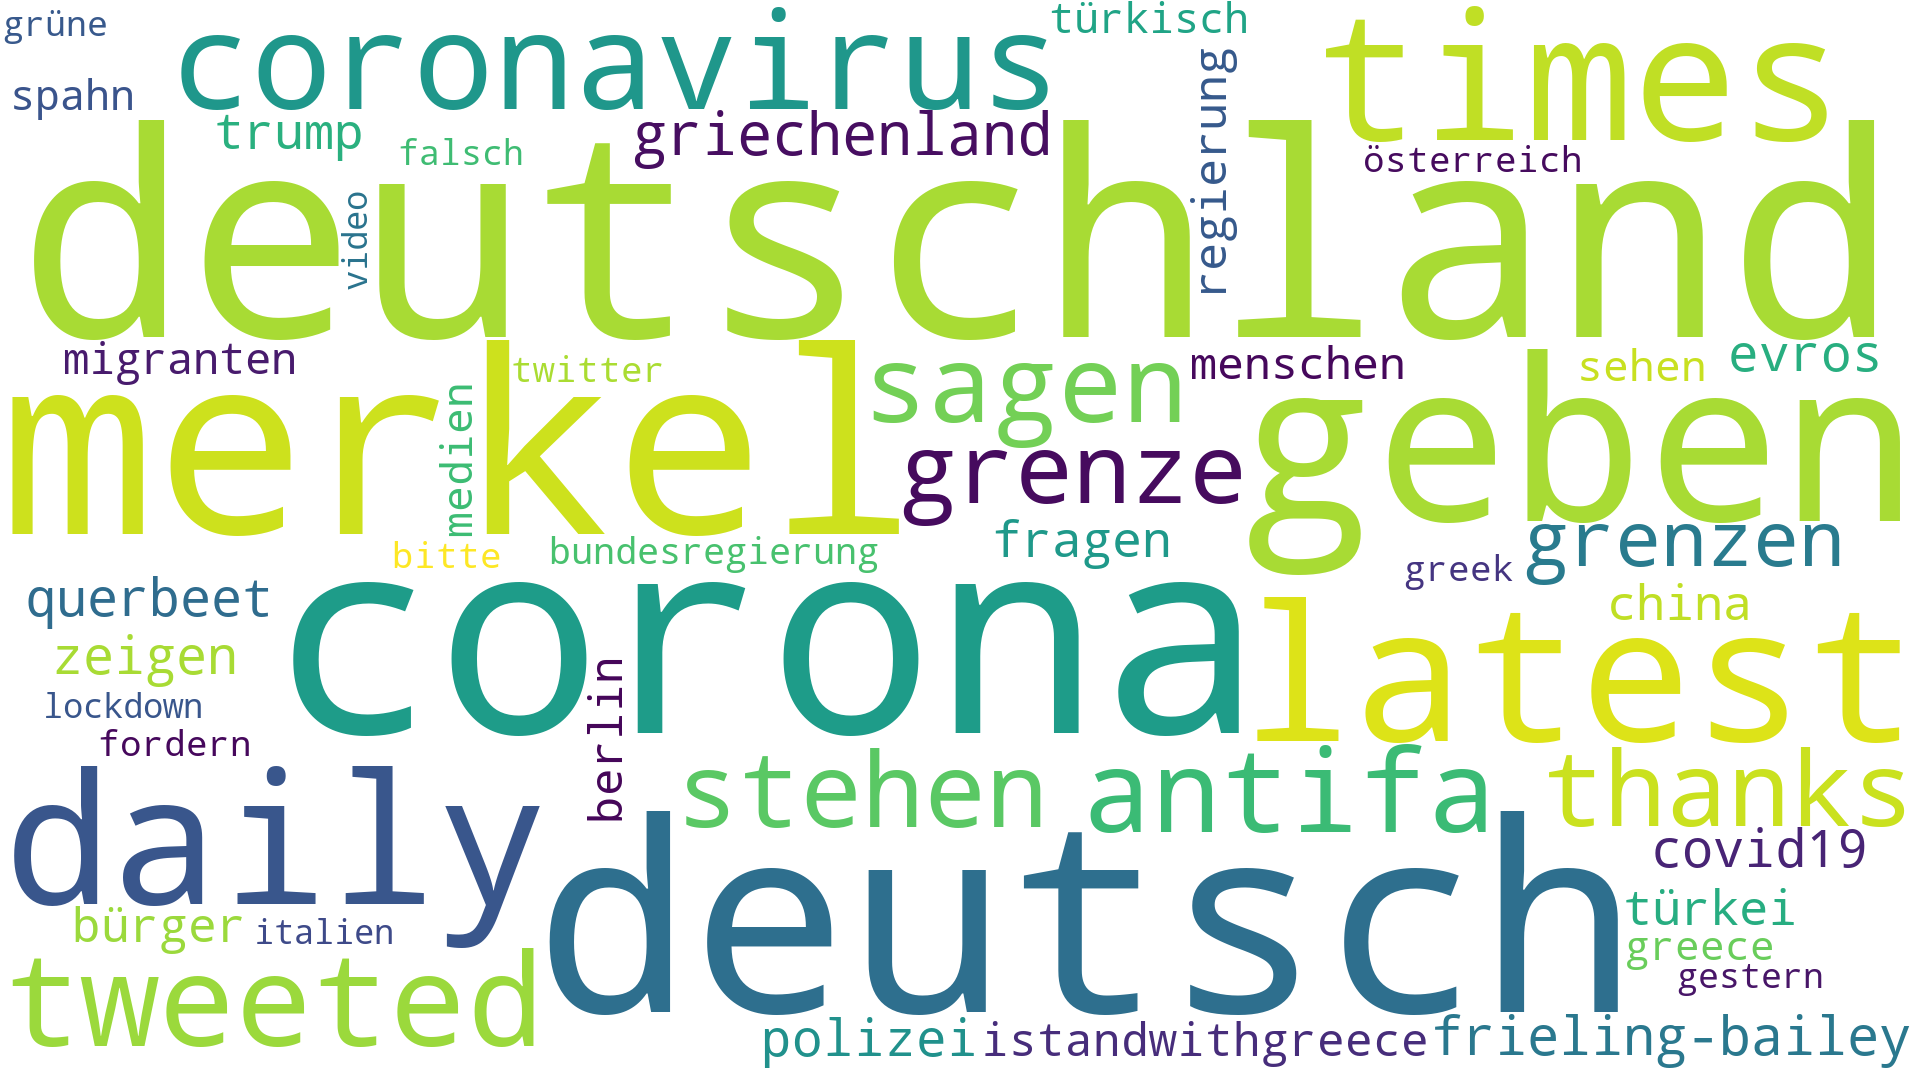 grüne
coronavirus
türkisch
times
spahn
trump
falsch
griechenland
regierung
österreich
deutschland
video
migranten
merkel
twitter
sagen
menschen
geben
sehen
evros
medien
grenze
bitte
bundesregierung
fragen
greek
grenzen
querbeet
corona
latest
china
zeigen
lockdown
fordern
berlin
daily
stehen
antifa
thanks
deutsch
covid19
bürger
italien
türkei
greece
gestern
tweeted
polizei
istandwithgreece
frieling-bailey